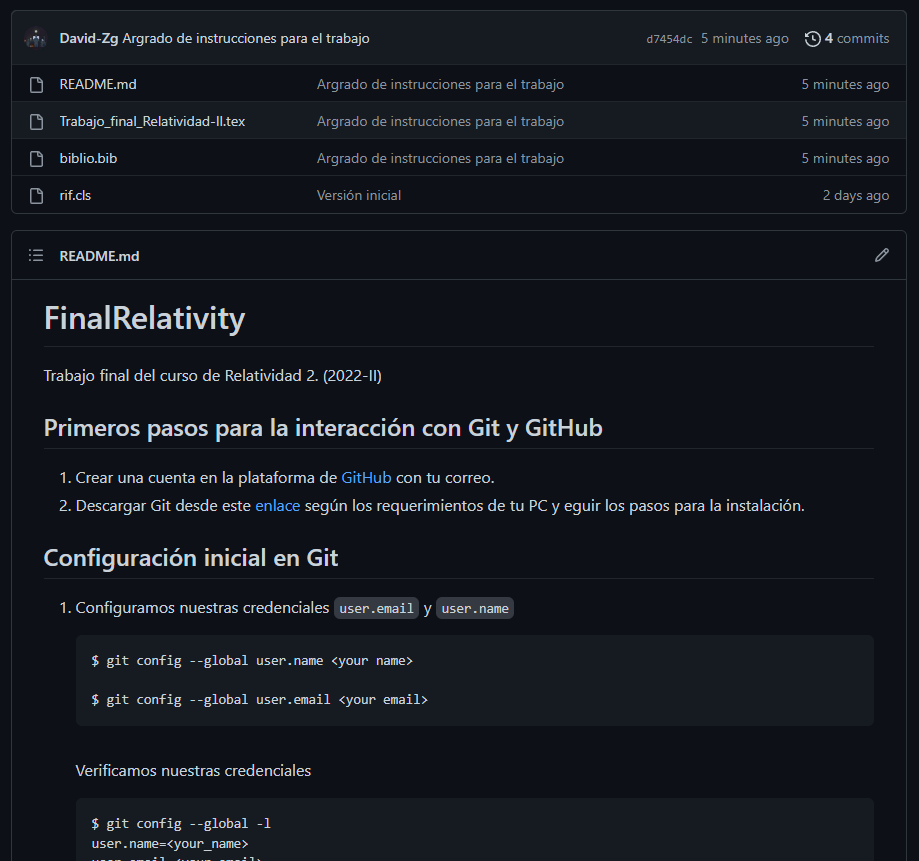 David-Zg Argrado de instrucciones para el trabajo d7454dc 5 minutes ago 4 commits
README.md Argrado de instrucciones para el trabajo 5 minutes ago
Trabajo_final_Relatividad-II.tex Argrado de instrucciones para el trabajo 5 minutes ago
biblio.bib Argrado de instrucciones para el trabajo 5 minutes ago
rif.cls Versión inicial 2 days ago
README.md
FinalRelativity
Trabajo final del curso de Relatividad 2. (2022-II)
Primeros pasos para la interacción con Git y GitHub
1. Crear una cuenta en la plataforma de GitHub con tu correo.
2. Descargar Git desde este enlace según los requerimientos de tu PC y eguir los pasos para la instalación.
Configuración inicial en Git
1. Configuramos nuestras credenciales user.email y user.name
$ git config --global user.name <your name>
$ git config --global user.email <your email>
Verificamos nuestras credenciales
$ git config --global -l
user.name=<your_name>